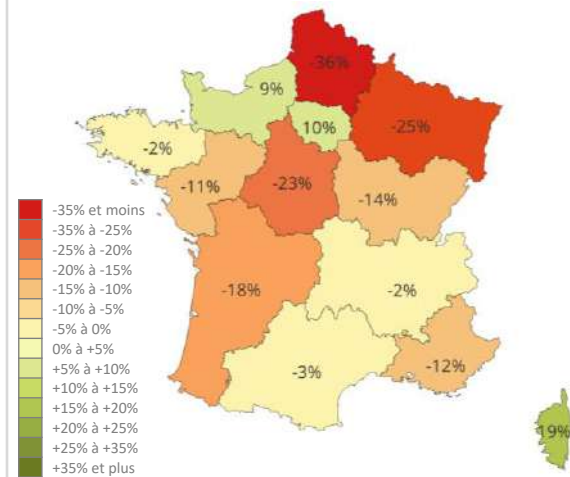 -36%
9%
10%
-25%
-2%
-11%
-23%
-14%
-18%
-2%
-3%
-12%
19%
-35% et moins
-35% à -25%
-25% à -20%
-20% à -15%
-15% à -10%
-10% à -5%
-5% à 0%
0% à +5%
+5% à +10%
+10% à +15%
+15% à +20%
+20% à +25%
+25% à +35%
+35% et plus